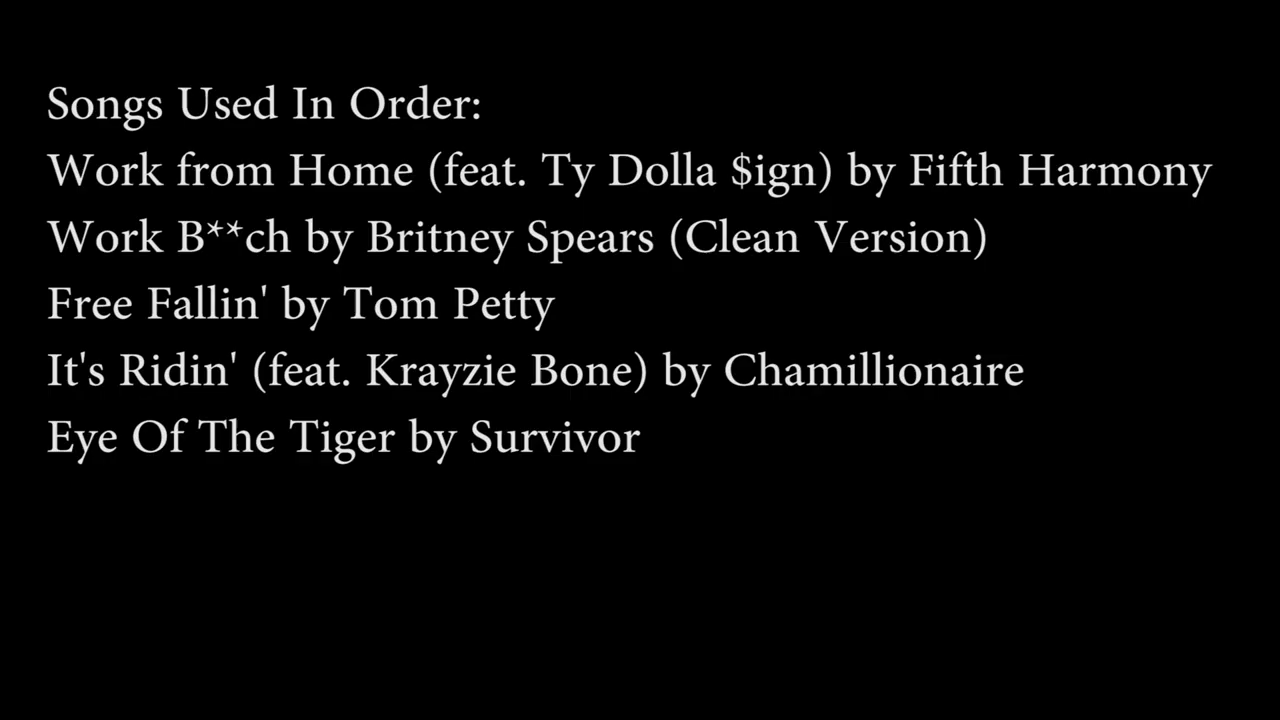 Songs Used In Order:
Work from Home (feat. Ty Dolla $ign) by Fifth Harmony
Work B**ch by Britney Spears (Clean Version)
Free Fallin' by Tom Petty
It's Ridin' (feat. Krayzie Bone) by Chamillionaire
Eye Of The Tiger by Survivor